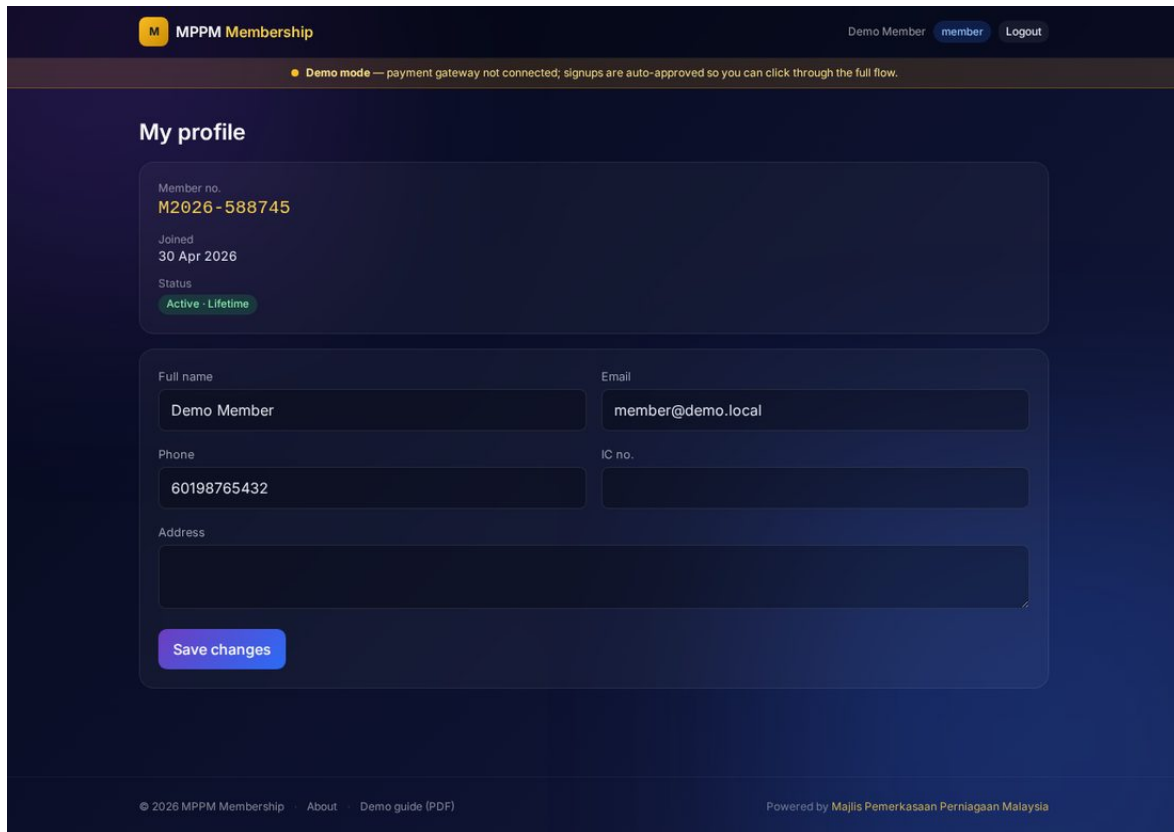 M MPPM Membership
Demo Member member Logout
Demo mode — payment gateway not connected; signups are auto-approved so you can click through the full flow.
My profile
Member no.
M2026-588745
Joined
30 Apr 2026
Status
Active · Lifetime
Full name
Demo Member
Email
member@demo.local
Phone
60198765432
IC no.
Address
Save changes
© 2026 MPPM Membership · About · Demo guide (PDF)
Powered by Majlis Pemerkasaan Perniagaan Malaysia